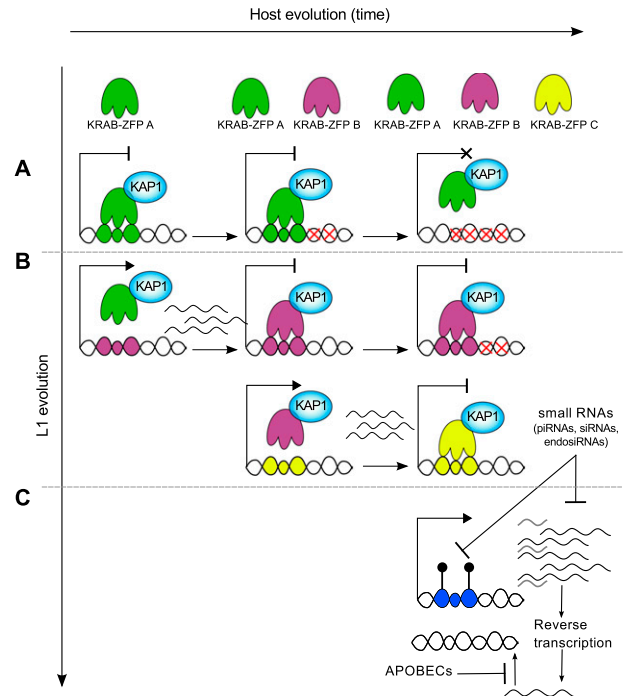 Host evolution (time)
KRAB-ZFP A
KRAB-ZFP A
KRAB-ZFP B
KRAB-ZFP A
KRAB-ZFP B
KRAB-ZFP C
A
KAP1
KAP1
KAP1
B
KAP1
KAP1
KAP1
L1 evolution
KAP1
KAP1
small RNAs
(piRNAs, siRNAs,
endosiRNAs)
C
Reverse
transcription
APOBECs